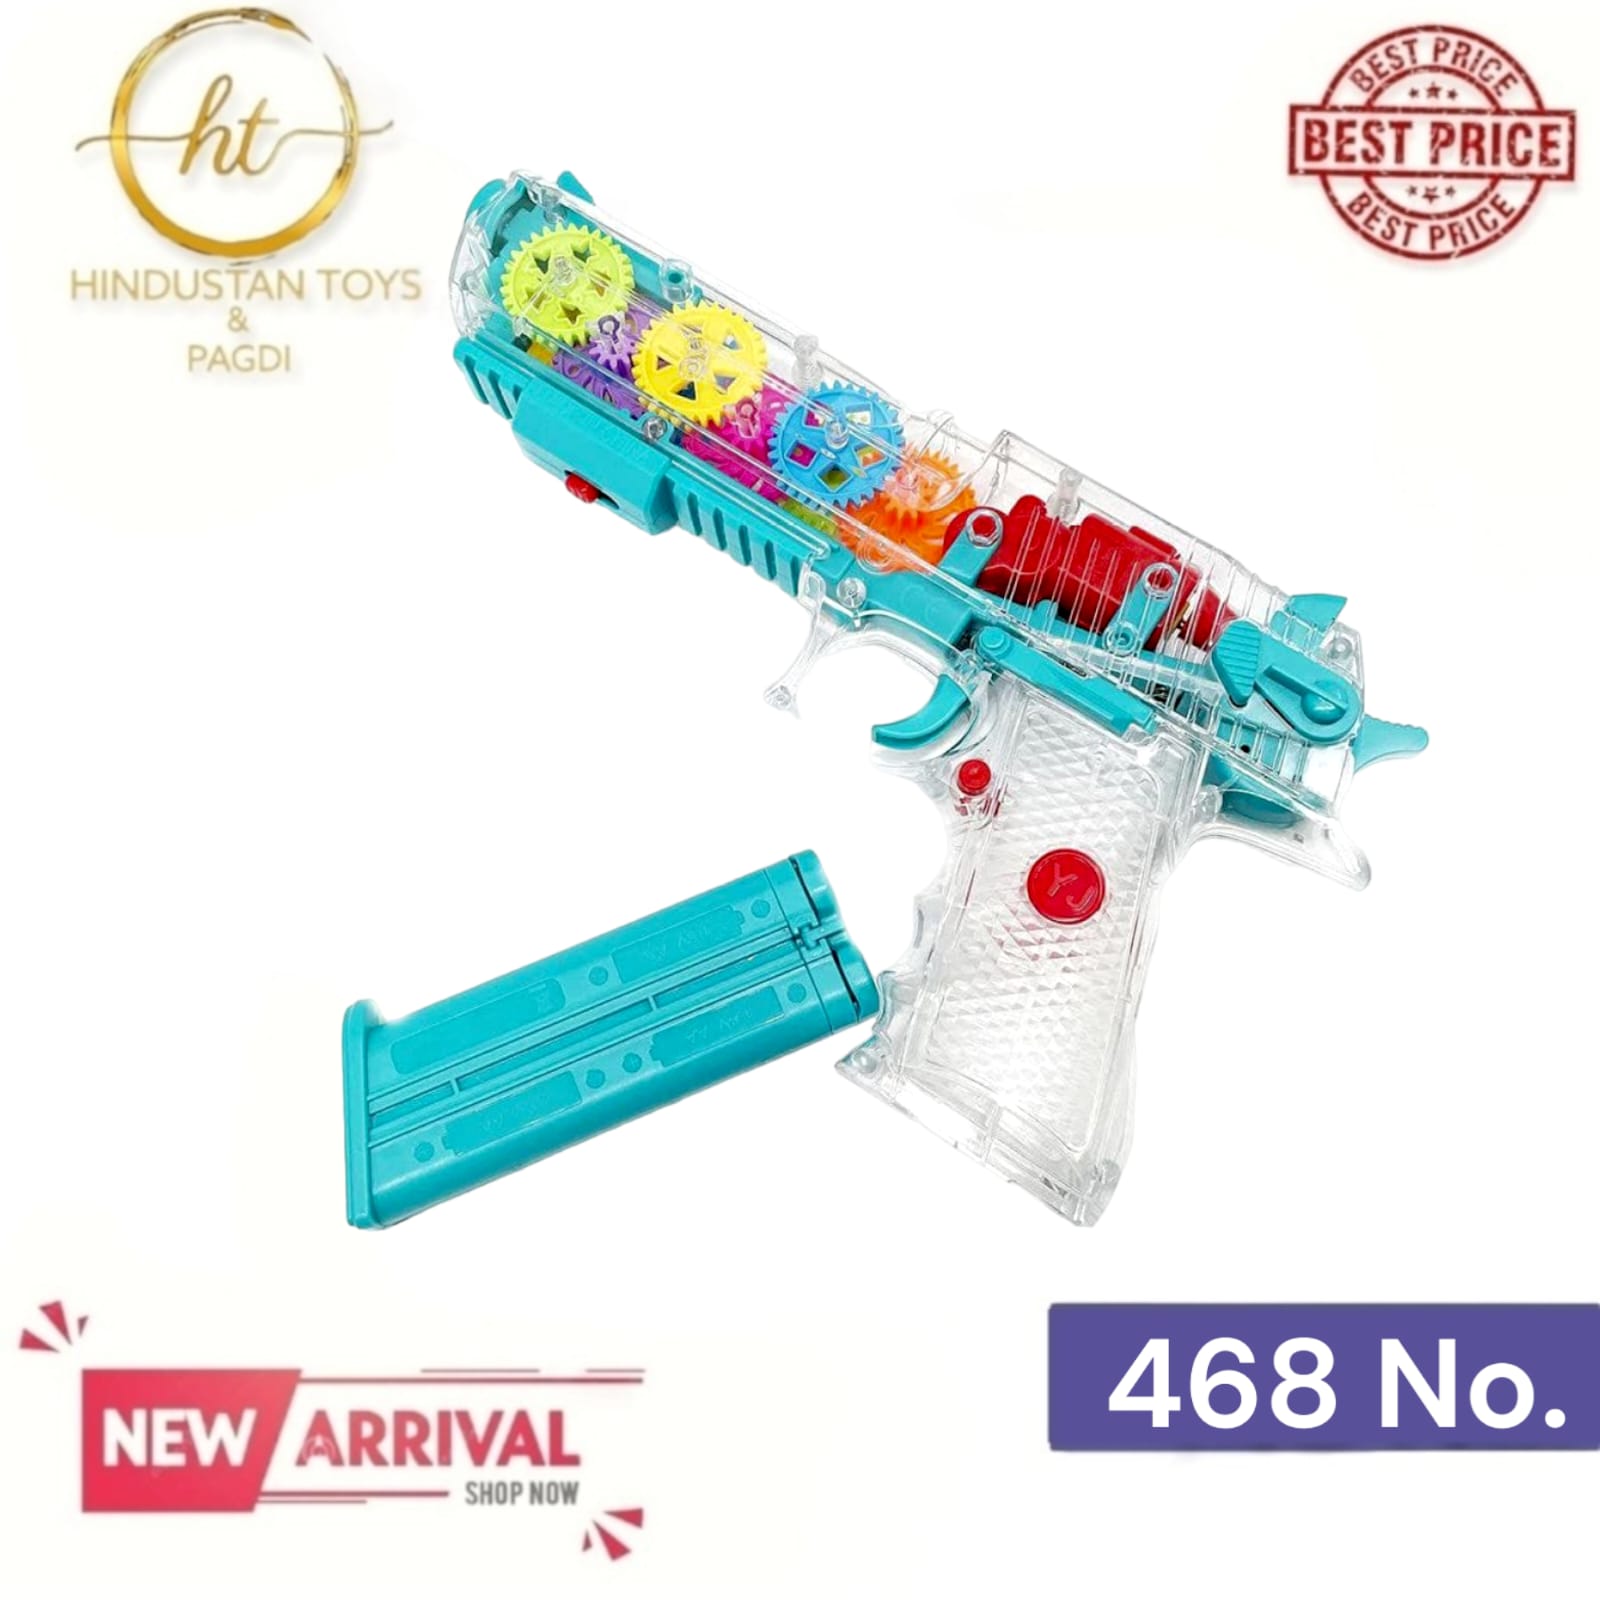 ht
HINDUSTAN TOYS
&
PAGDI
BEST PRICE
BEST PRICE
BEST PRICE
YJ
NEW ARRIVAL
SHOP NOW
468 No.